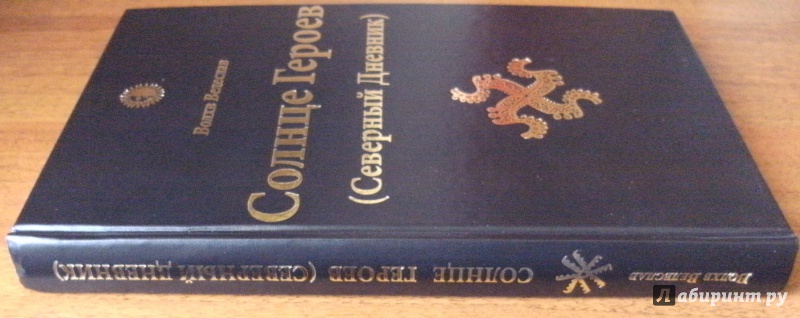 Волхв Велеслав
Солнце Героев
(Северный Дневник)
Волхв Велеслав
СОЛНЦЕ ГЕРОЕВ (СЕВЕРНЫЙ ДНЕВНИК)
Лабиринт.ру